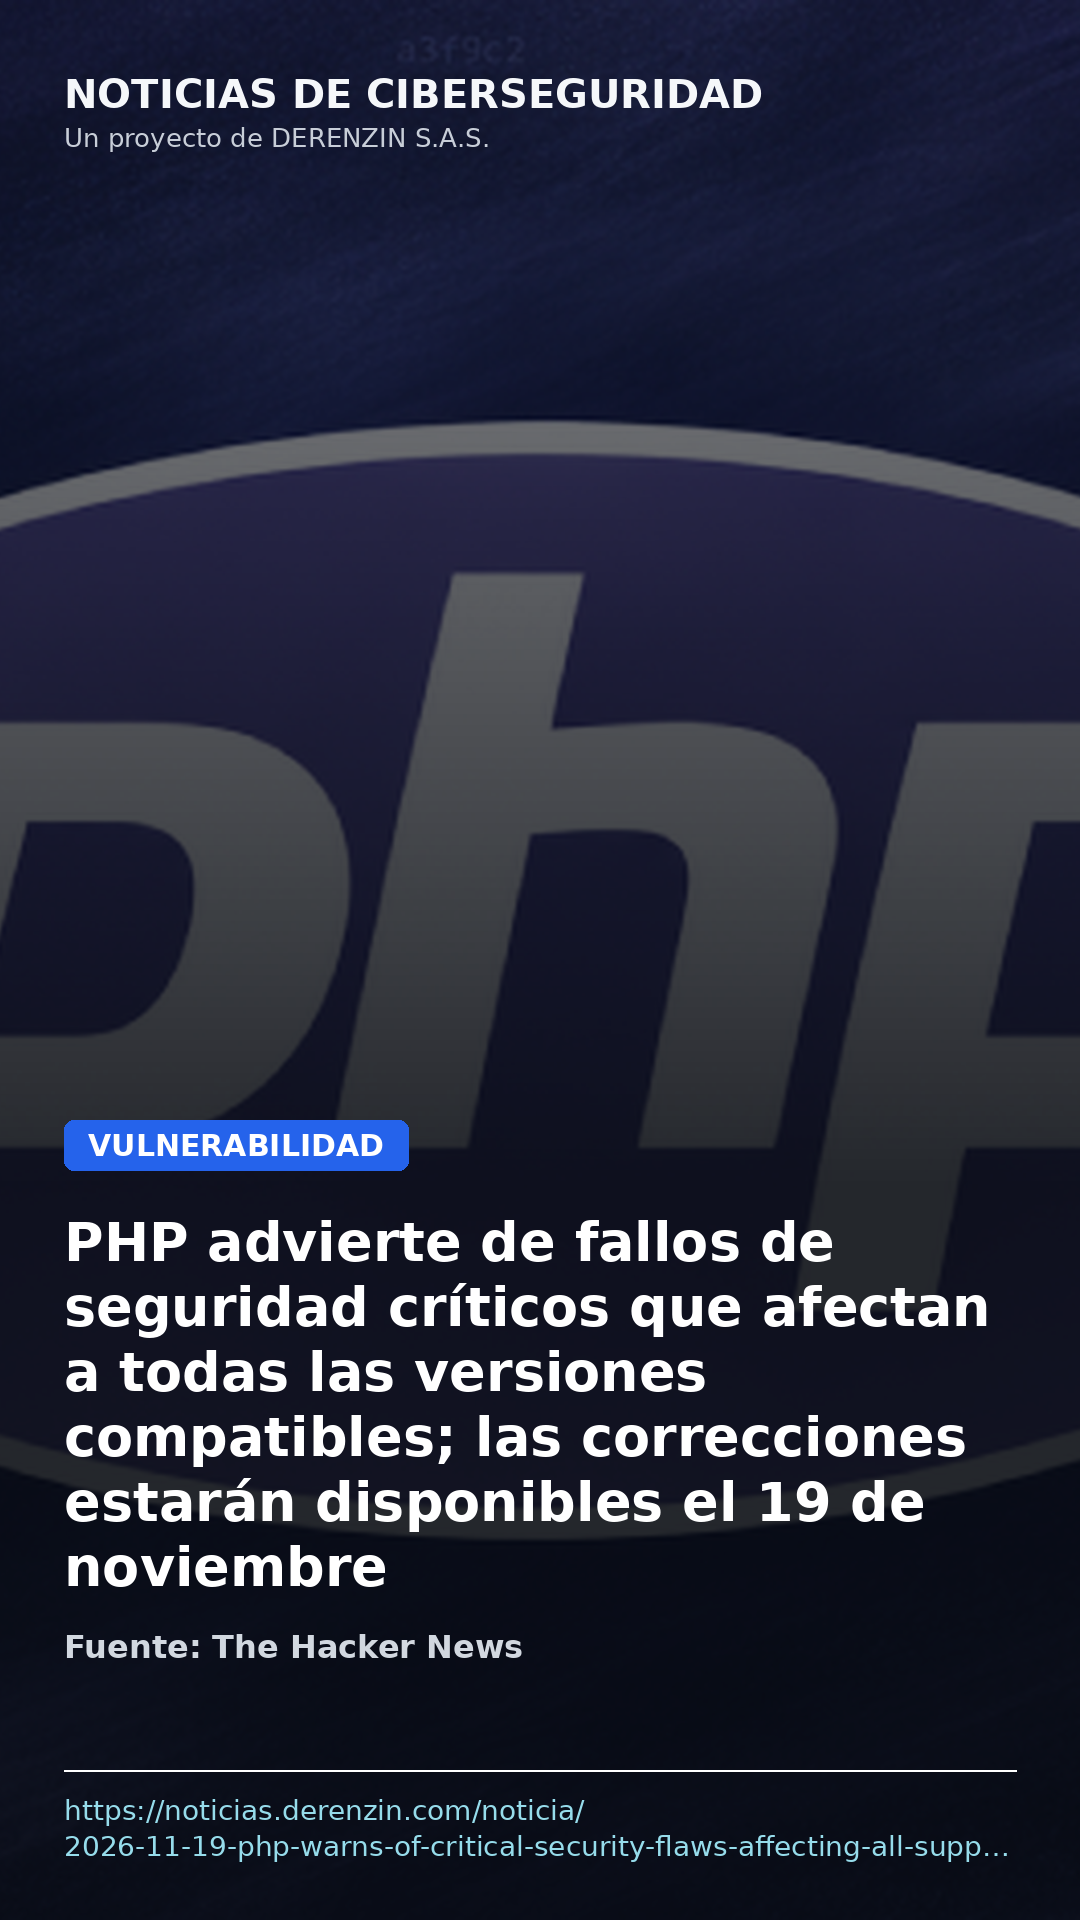 a3f9c2
NOTICIAS DE CIBERSEGURIDAD
Un proyecto de DERENZIN S.A.S.
php
VULNERABILIDAD
PHP advierte de fallos de
seguridad críticos que afectan
a todas las versiones
compatibles; las correcciones
estarán disponibles el 19 de
noviembre
Fuente: The Hacker News
https://noticias.derenzin.com/noticia/
2026-11-19-php-warns-of-critical-security-flaws-affecting-all-supp…